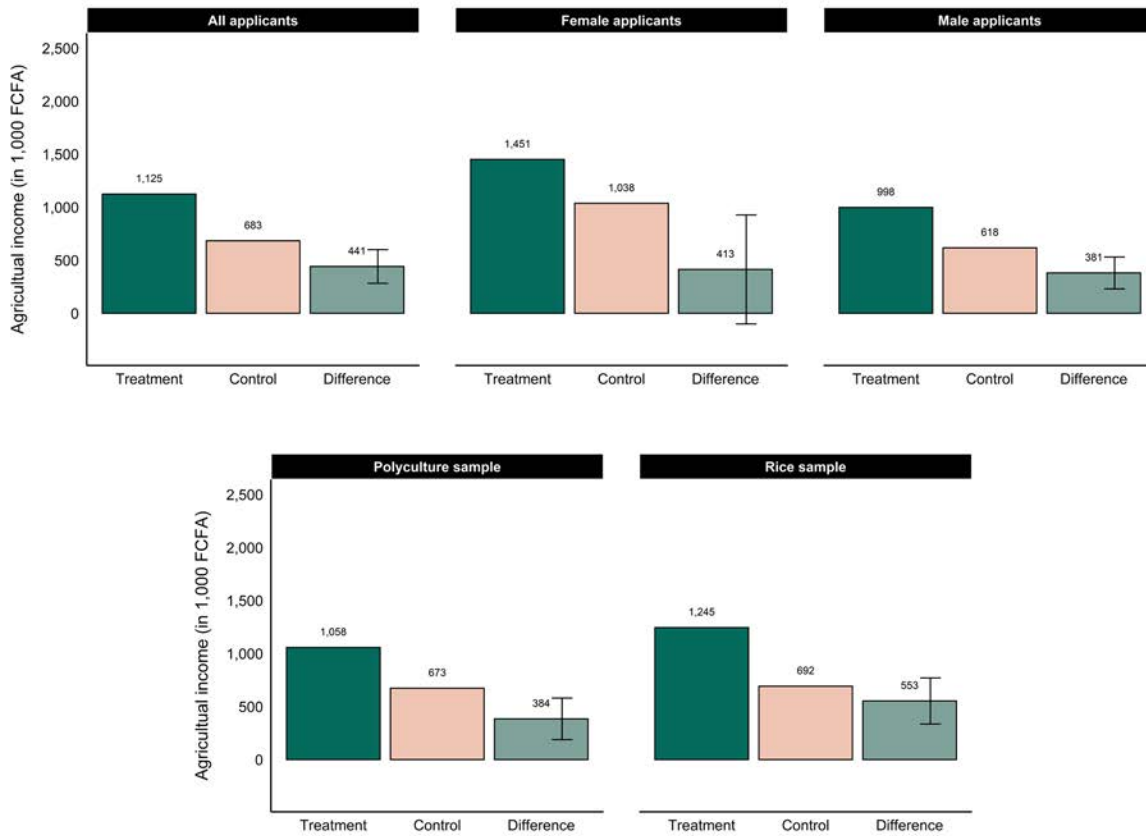 All applicants
Female applicants
Male applicants
Agricultual income (in 1,000 FCFA)
2,500
2,000
1,500
1,000
500
0
1,125
683
441
1,451
1,038
413
998
618
381
Treatment Control Difference
Treatment Control Difference
Treatment Control Difference
Polyculture sample
Rice sample
Agricultual income (in 1,000 FCFA)
2,500
2,000
1,500
1,000
500
0
1,058
673
384
1,245
692
553
Treatment Control Difference
Treatment Control Difference